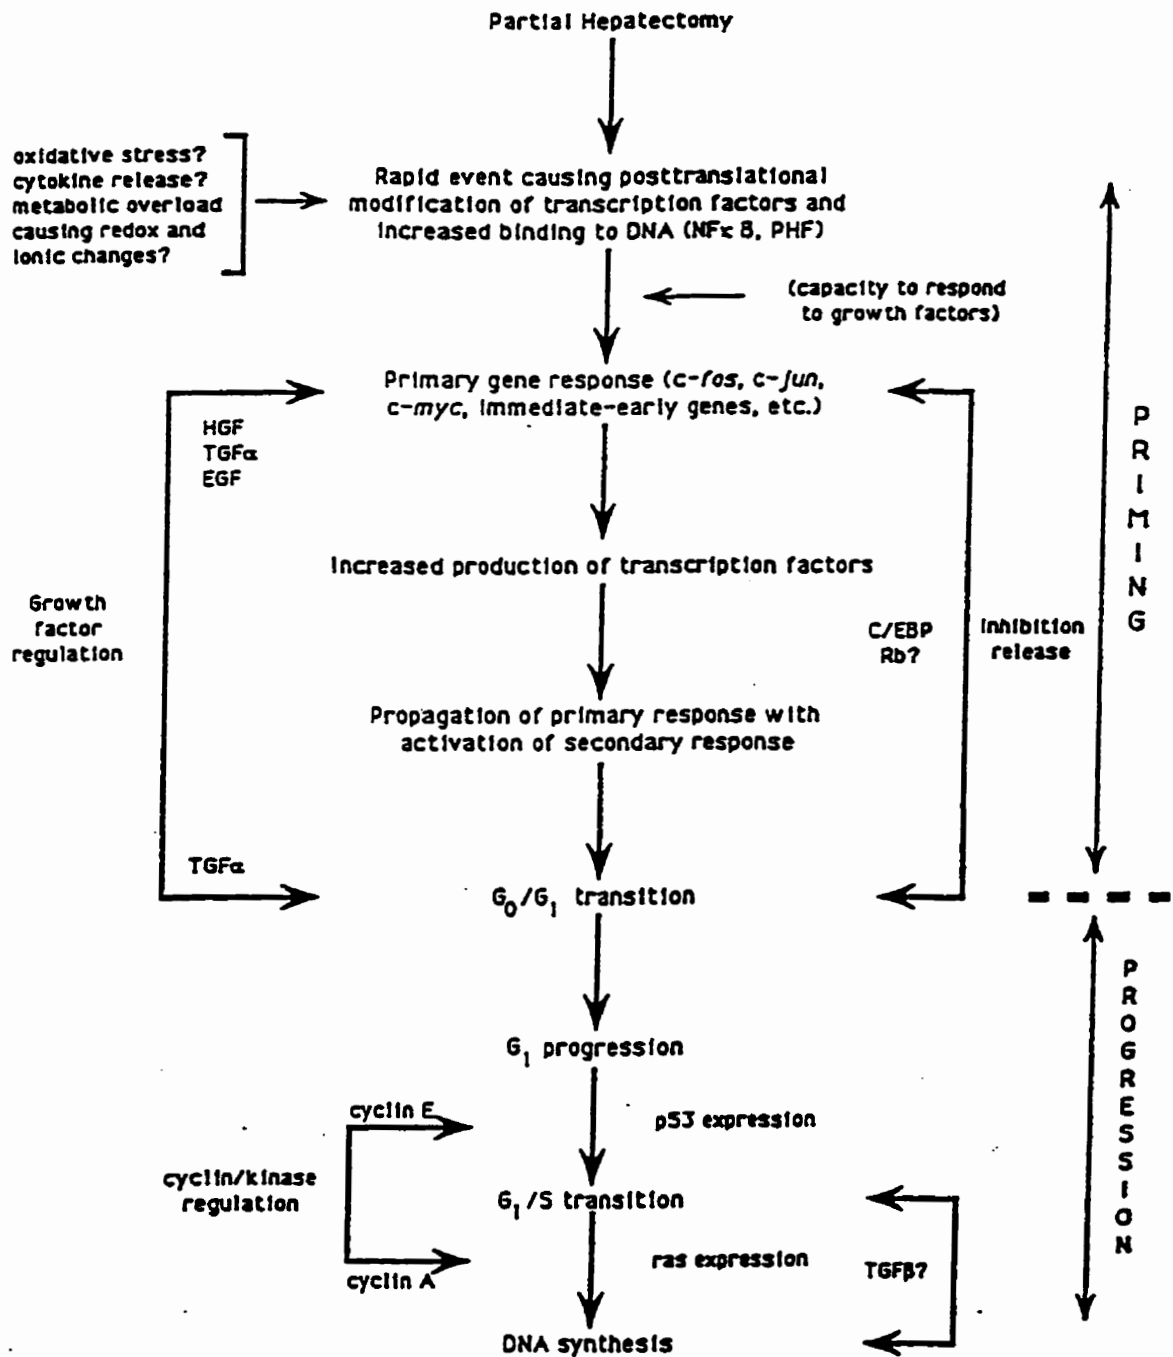 Partial Hepatectomy
oxidative stress?
cytokine release?
metabolic overload
causing redox and
ionic changes?
Rapid event causing posttranslational
modification of transcription factors and
increased binding to DNA (NFκB, PHF)
(capacity to respond
to growth factors)
Primary gene response (c-fos, c-jun,
c-myc, immediate-early genes, etc.)
HGF
TGFα
EGF
PRIMING
Increased production of transcription factors
Growth
factor
regulation
C/EBP
Rb?
Inhibition
release
Propagation of primary response with
activation of secondary response
TGFα
G0/G1 transition
PROGRESSION
G1 progression
cyclin E
p53 expression
cyclin/kinase
regulation
G1/S transition
ras expression
TGFβ?
cyclin A
DNA synthesis